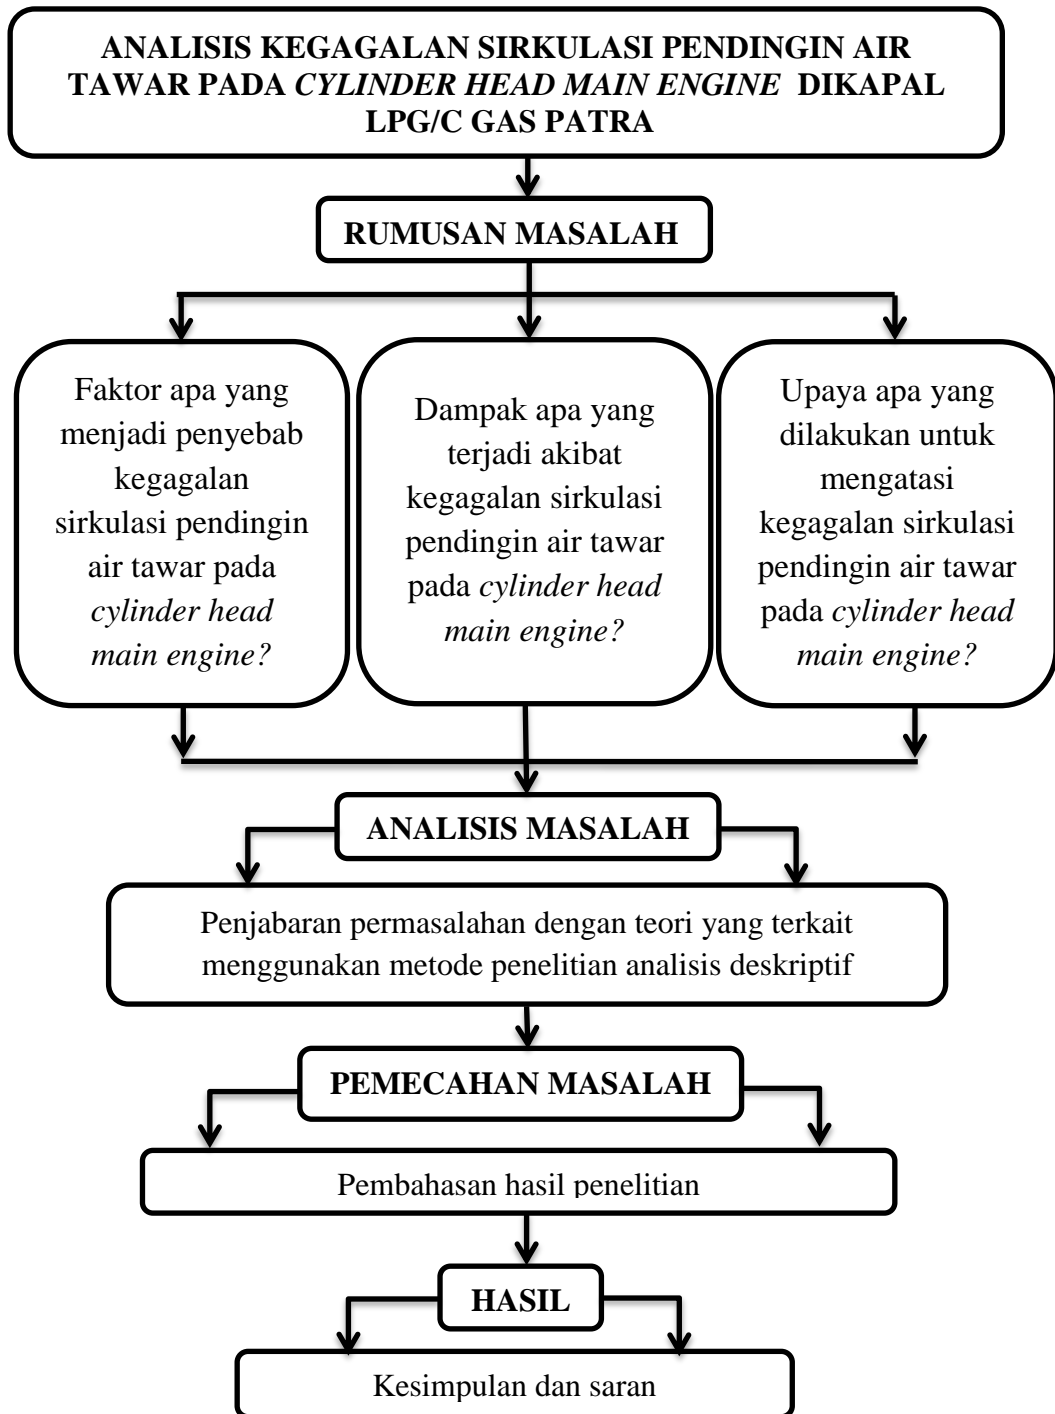 ANALISIS KEGAGALAN SIRKULASI PENDINGIN AIR
TAWAR PADA CYLINDER HEAD MAIN ENGINE DIKAPAL
LPG/C GAS PATRA
RUMUSAN MASALAH
Faktor apa yang
menjadi penyebab
kegagalan
sirkulasi pendingin
air tawar pada
cylinder head
main engine?
Dampak apa yang
terjadi akibat
kegagalan sirkulasi
pendingin air tawar
pada cylinder head
main engine?
Upaya apa yang
dilakukan untuk
mengatasi
kegagalan sirkulasi
pendingin air tawar
pada cylinder head
main engine?
ANALISIS MASALAH
Penjabaran permasalahan dengan teori yang terkait
menggunakan metode penelitian analisis deskriptif
PEMECAHAN MASALAH
Pembahasan hasil penelitian
HASIL
Kesimpulan dan saran